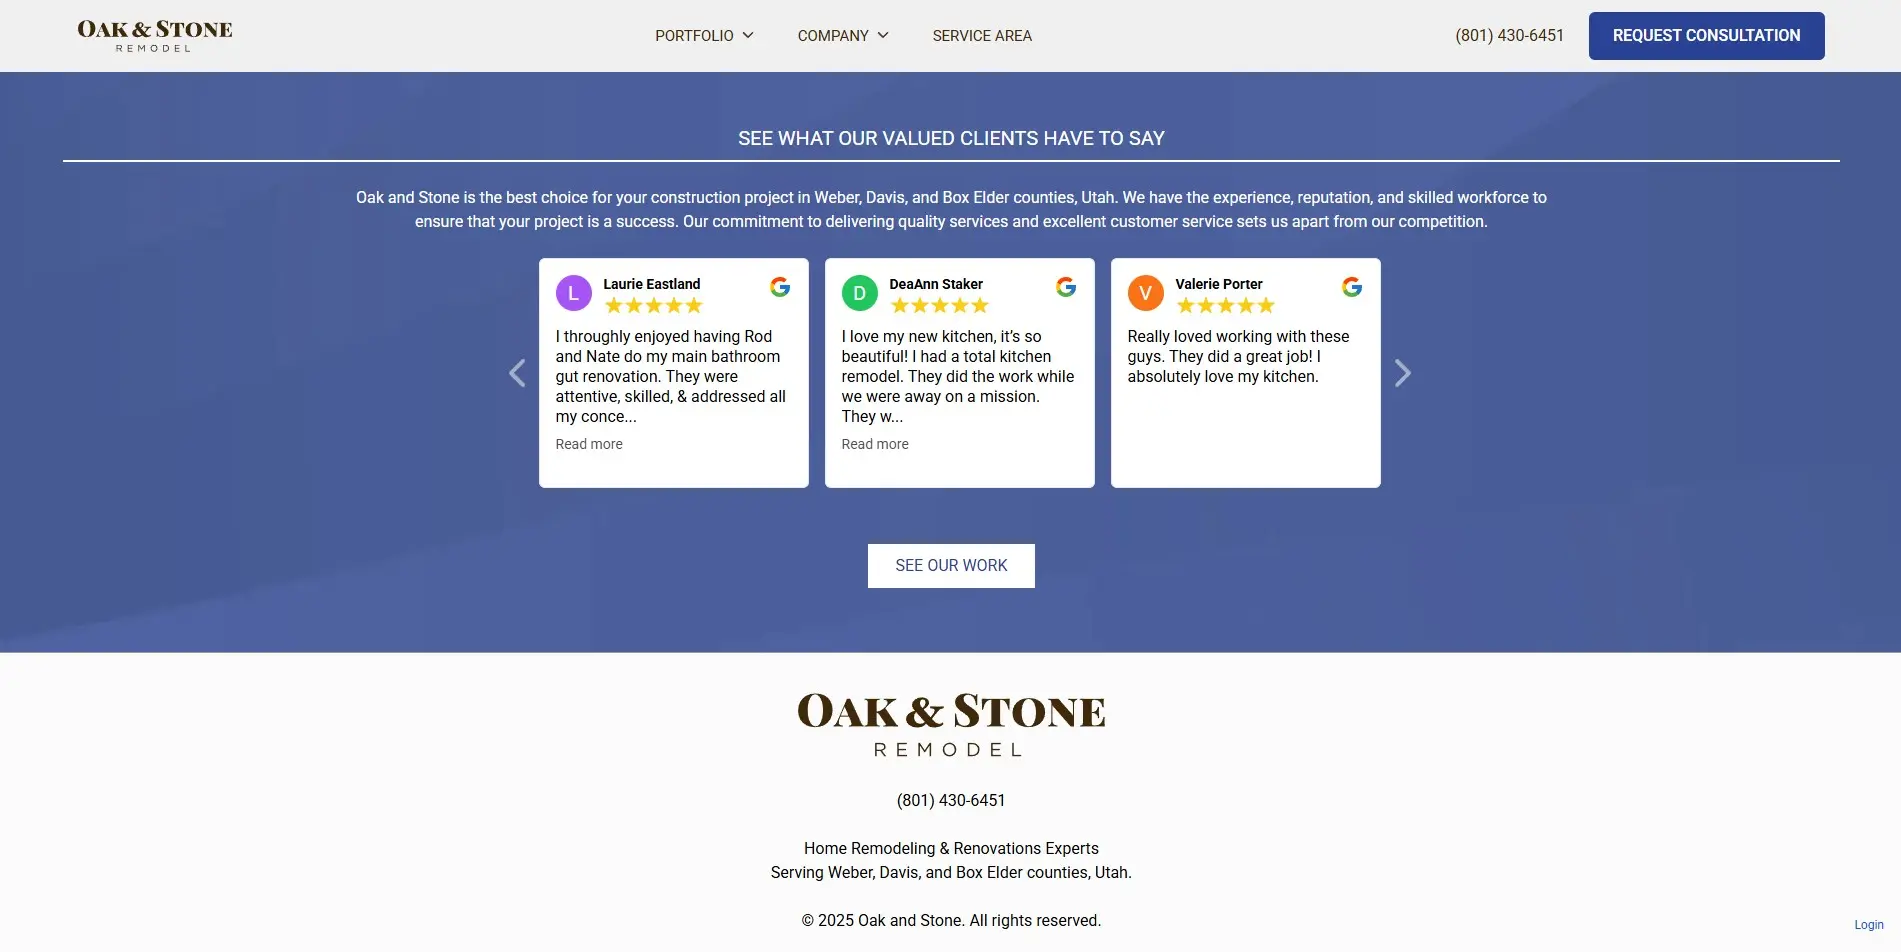 OAK & STONE
REMODEL
PORTFOLIO
COMPANY
SERVICE AREA
(801) 430-6451
REQUEST CONSULTATION
SEE WHAT OUR VALUED CLIENTS HAVE TO SAY
Oak and Stone is the best choice for your construction project in Weber, Davis, and Box Elder counties, Utah. We have the experience, reputation, and skilled workforce to
ensure that your project is a success. Our commitment to delivering quality services and excellent customer service sets us apart from our competition.
L
Laurie Eastland
I throughly enjoyed having Rod
and Nate do my main bathroom
gut renovation. They were
attentive, skilled, & addressed all
my conce...
Read more
D
DeaAnn Staker
I love my new kitchen, it’s so
beautiful! I had a total kitchen
remodel. They did the work while
we were away on a mission.
They w...
Read more
V
Valerie Porter
Really loved working with these
guys. They did a great job! I
absolutely love my kitchen.
SEE OUR WORK
OAK & STONE
REMODEL
(801) 430-6451
Home Remodeling & Renovations Experts
Serving Weber, Davis, and Box Elder counties, Utah.
© 2025 Oak and Stone. All rights reserved.
Login